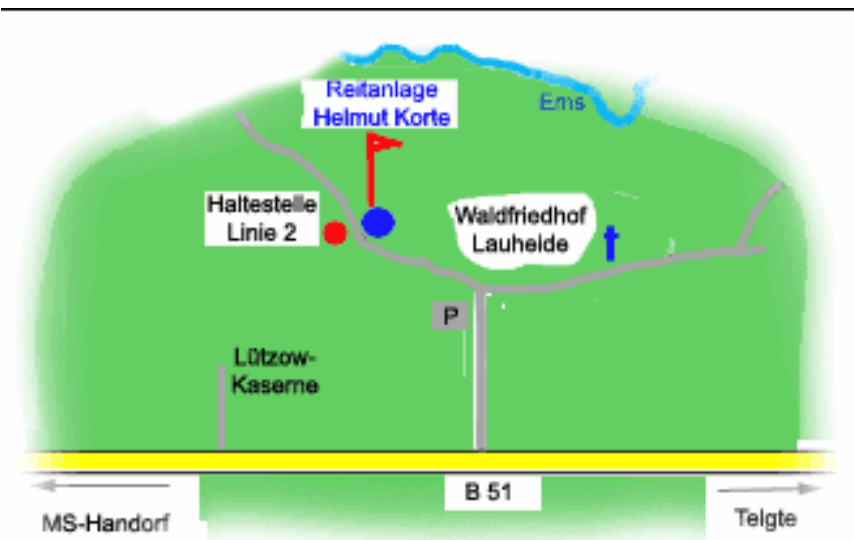 Reitanlage
Helmut Korte
Ems
Haltestelle
Linie 2
Waldfriedhof
Lauheide
P
Lützow-
Kaserne
B 51
MS-Handorf
Telgte